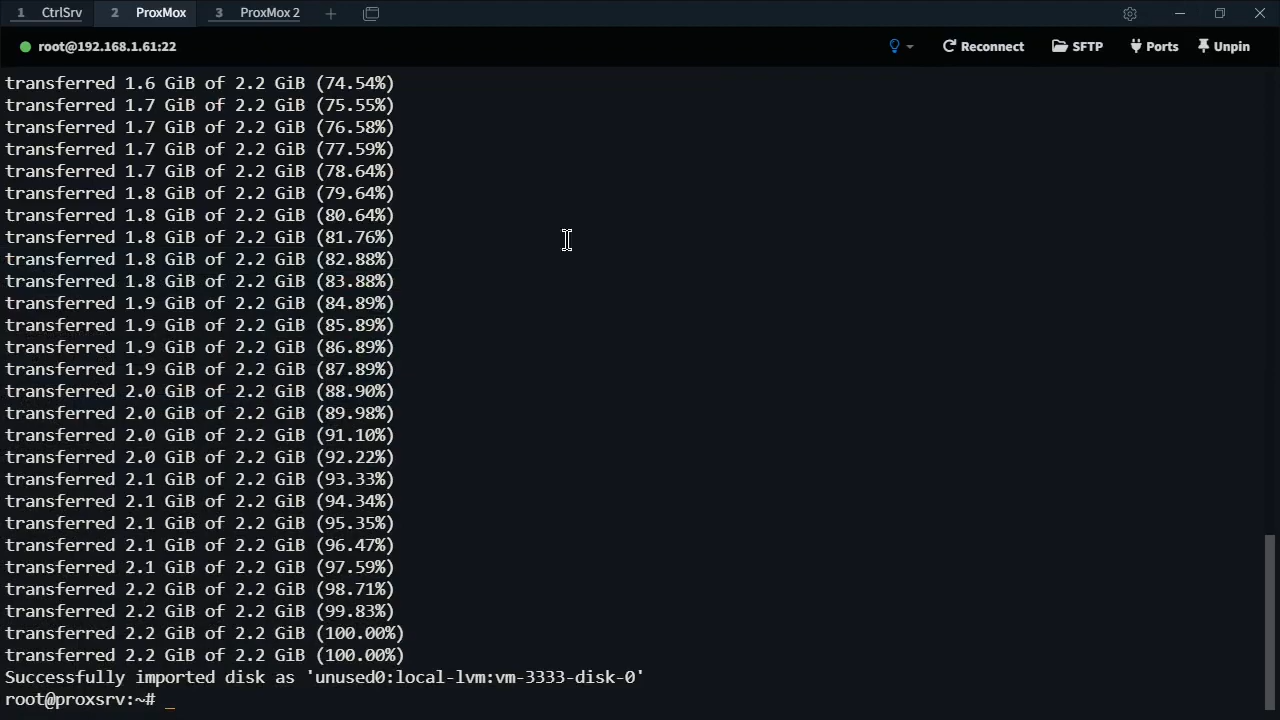 1 CtrlSrv 2 ProxMox 3 ProxMox 2 +
root@192.168.1.61:22 Reconnect SFTP Ports Unpin
transferred 1.6 GiB of 2.2 GiB (74.54%)
transferred 1.7 GiB of 2.2 GiB (75.55%)
transferred 1.7 GiB of 2.2 GiB (76.58%)
transferred 1.7 GiB of 2.2 GiB (77.59%)
transferred 1.7 GiB of 2.2 GiB (78.64%)
transferred 1.8 GiB of 2.2 GiB (79.64%)
transferred 1.8 GiB of 2.2 GiB (80.64%)
transferred 1.8 GiB of 2.2 GiB (81.76%)
transferred 1.8 GiB of 2.2 GiB (82.88%)
transferred 1.8 GiB of 2.2 GiB (83.88%)
transferred 1.9 GiB of 2.2 GiB (84.89%)
transferred 1.9 GiB of 2.2 GiB (85.89%)
transferred 1.9 GiB of 2.2 GiB (86.89%)
transferred 1.9 GiB of 2.2 GiB (87.89%)
transferred 2.0 GiB of 2.2 GiB (88.90%)
transferred 2.0 GiB of 2.2 GiB (89.98%)
transferred 2.0 GiB of 2.2 GiB (91.10%)
transferred 2.0 GiB of 2.2 GiB (92.22%)
transferred 2.1 GiB of 2.2 GiB (93.33%)
transferred 2.1 GiB of 2.2 GiB (94.34%)
transferred 2.1 GiB of 2.2 GiB (95.35%)
transferred 2.1 GiB of 2.2 GiB (96.47%)
transferred 2.1 GiB of 2.2 GiB (97.59%)
transferred 2.2 GiB of 2.2 GiB (98.71%)
transferred 2.2 GiB of 2.2 GiB (99.83%)
transferred 2.2 GiB of 2.2 GiB (100.00%)
transferred 2.2 GiB of 2.2 GiB (100.00%)
Successfully imported disk as 'unused0:local-lvm:vm-3333-disk-0'
root@proxsrv:~# _